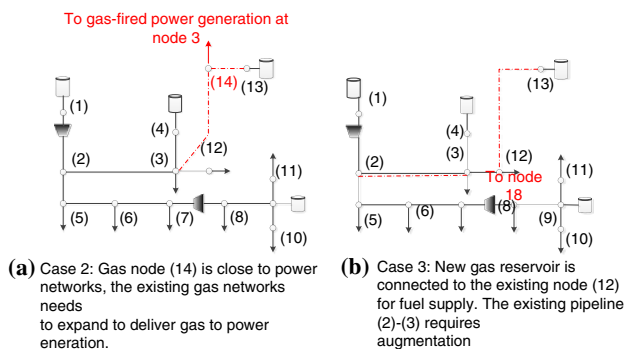 To gas-fired power generation at
node 3
(14)
(13)
(1)
(4)
(12)
(2)
(3)
(11)
(5)
(6)
(7)
(8)
(10)
(13)
(1)
(4)
(3)
(12)
(2)
To node
18
(11)
(5)
(6)
(8)
(9)
(10)
(a) Case 2: Gas node (14) is close to power
networks, the existing gas networks
needs
to expand to deliver gas to power
eneration.
(b) Case 3: New gas reservoir is
connected to the existing node (12)
for fuel supply. The existing pipeline
(2)-(3) requires
augmentation